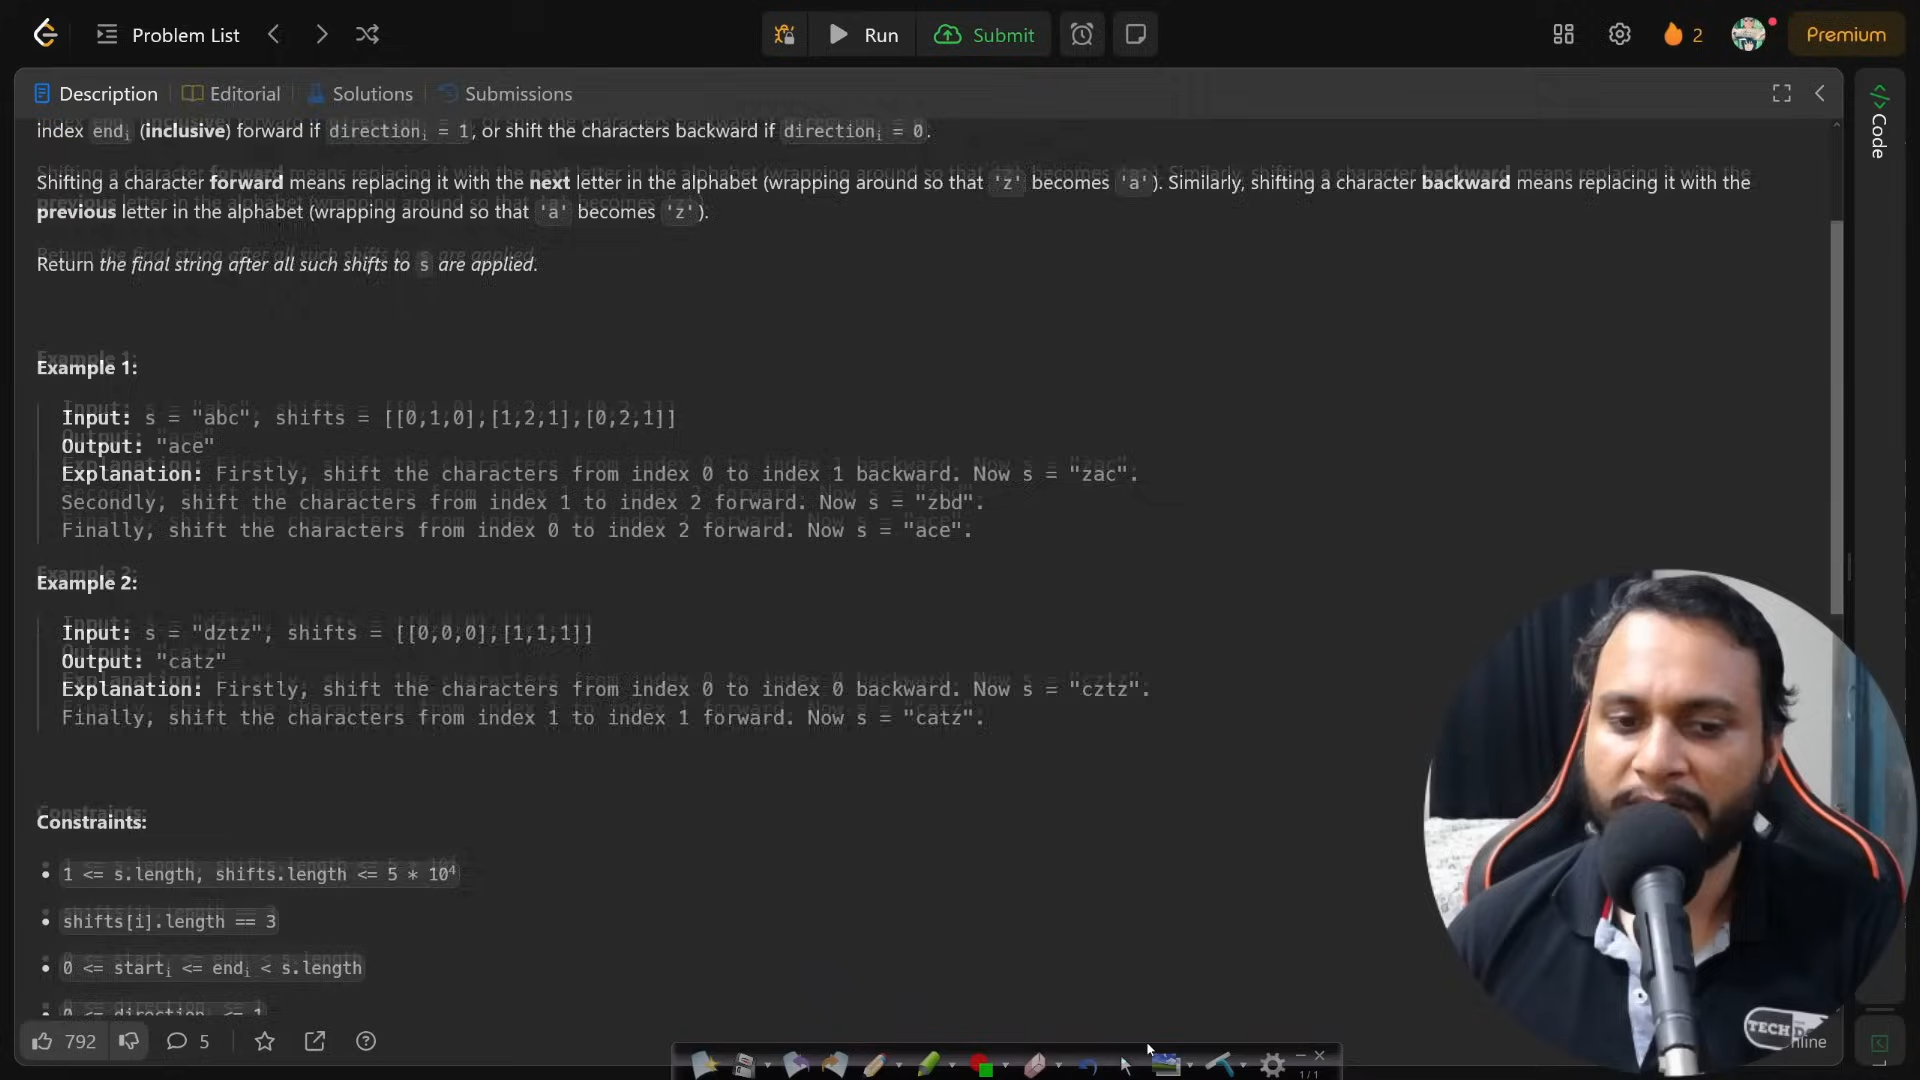 Problem List
Run
Submit
2
Premium
Description
Editorial
Solutions
Submissions
Code
index endi (inclusive) forward if directioni = 1, or shift the characters backward if directioni = 0.
Shifting a character forward means replacing it with the next letter in the alphabet (wrapping around so that 'z' becomes 'a'). Similarly, shifting a character backward means replacing it with the
previous letter in the alphabet (wrapping around so that 'a' becomes 'z').
Return the final string after all such shifts to s are applied.
Example 1:
Input: s = "abc", shifts = [[0,1,0],[1,2,1],[0,2,1]]
Output: "ace"
Explanation: Firstly, shift the characters from index 0 to index 1 backward. Now s = "zac".
Secondly, shift the characters from index 1 to index 2 forward. Now s = "zbd".
Finally, shift the characters from index 0 to index 2 forward. Now s = "ace".
Example 2:
Input: s = "dztz", shifts = [[0,0,0],[1,1,1]]
Output: "catz"
Explanation: Firstly, shift the characters from index 0 to index 0 backward. Now s = "cztz".
Finally, shift the characters from index 1 to index 1 forward. Now s = "catz".
Constraints:
1 <= s.length, shifts.length <= 5 * 10⁴
shifts[i].length == 3
0 <= starti <= endi < s.length
0 <= directioni <= 1
792
5
TECH
nline
1/1